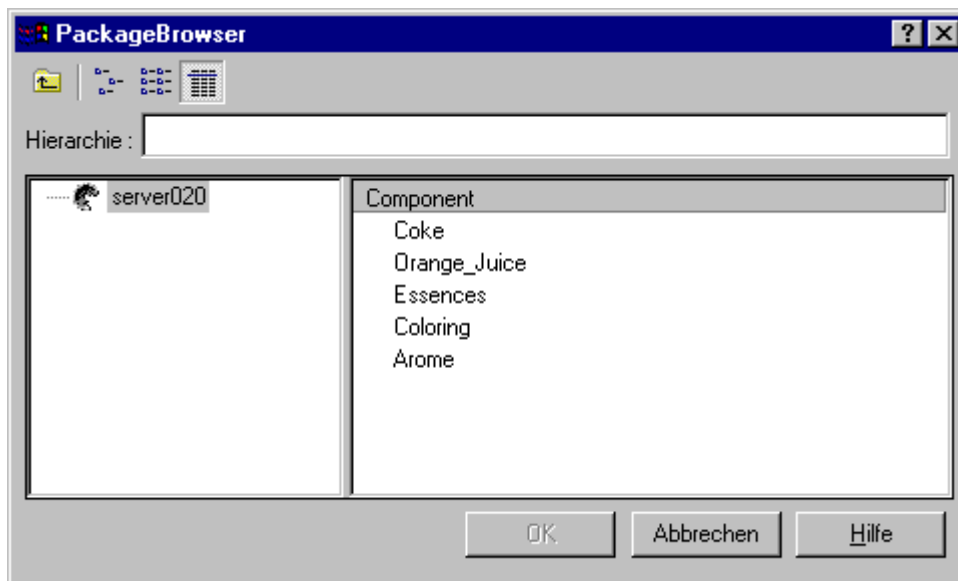 PackageBrowser
Hierarchie :
server020
Component
Coke
Orange_Juice
Essences
Coloring
Arome
OK Abbrechen Hilfe